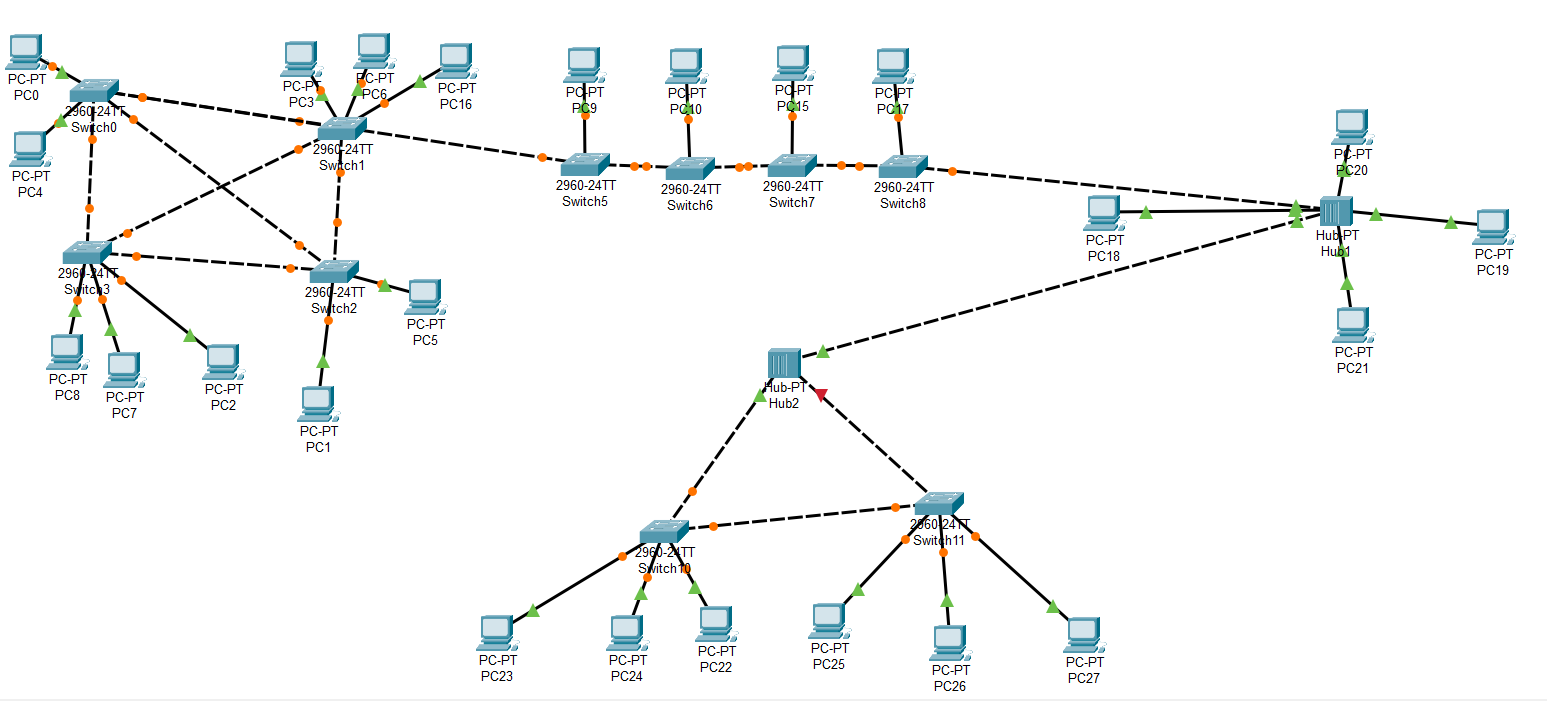 PC-PT
PC0
2960-24TT
Switch0
PC-PT
PC4
PC-PT
PC3
PC-PT
PC6
PC-PT
PC16
2960-24TT
Switch1
PC-PT
PC9
PC-PT
PC10
PC-PT
PC15
PC-PT
PC17
2960-24TT
Switch5
2960-24TT
Switch6
2960-24TT
Switch7
2960-24TT
Switch8
PC-PT
PC20
PC-PT
PC18
Hub-PT
Hub1
PC-PT
PC19
PC-PT
PC21
2960-24TT
Switch3
2960-24TT
Switch2
PC-PT
PC5
PC-PT
PC8
PC-PT
PC7
PC-PT
PC2
PC-PT
PC1
Hub-PT
Hub2
2960-24TT
Switch10
2960-24TT
Switch11
PC-PT
PC23
PC-PT
PC24
PC-PT
PC22
PC-PT
PC25
PC-PT
PC26
PC-PT
PC27